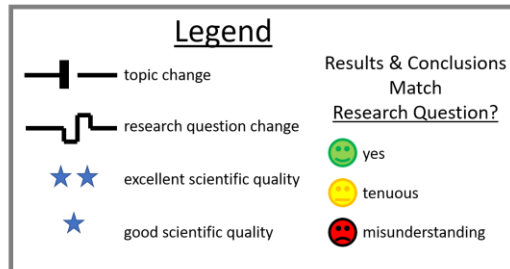 Legend
topic change
research question change
excellent scientific quality
good scientific quality
Results & Conclusions
Match
Research Question?
yes
tenuous
misunderstanding